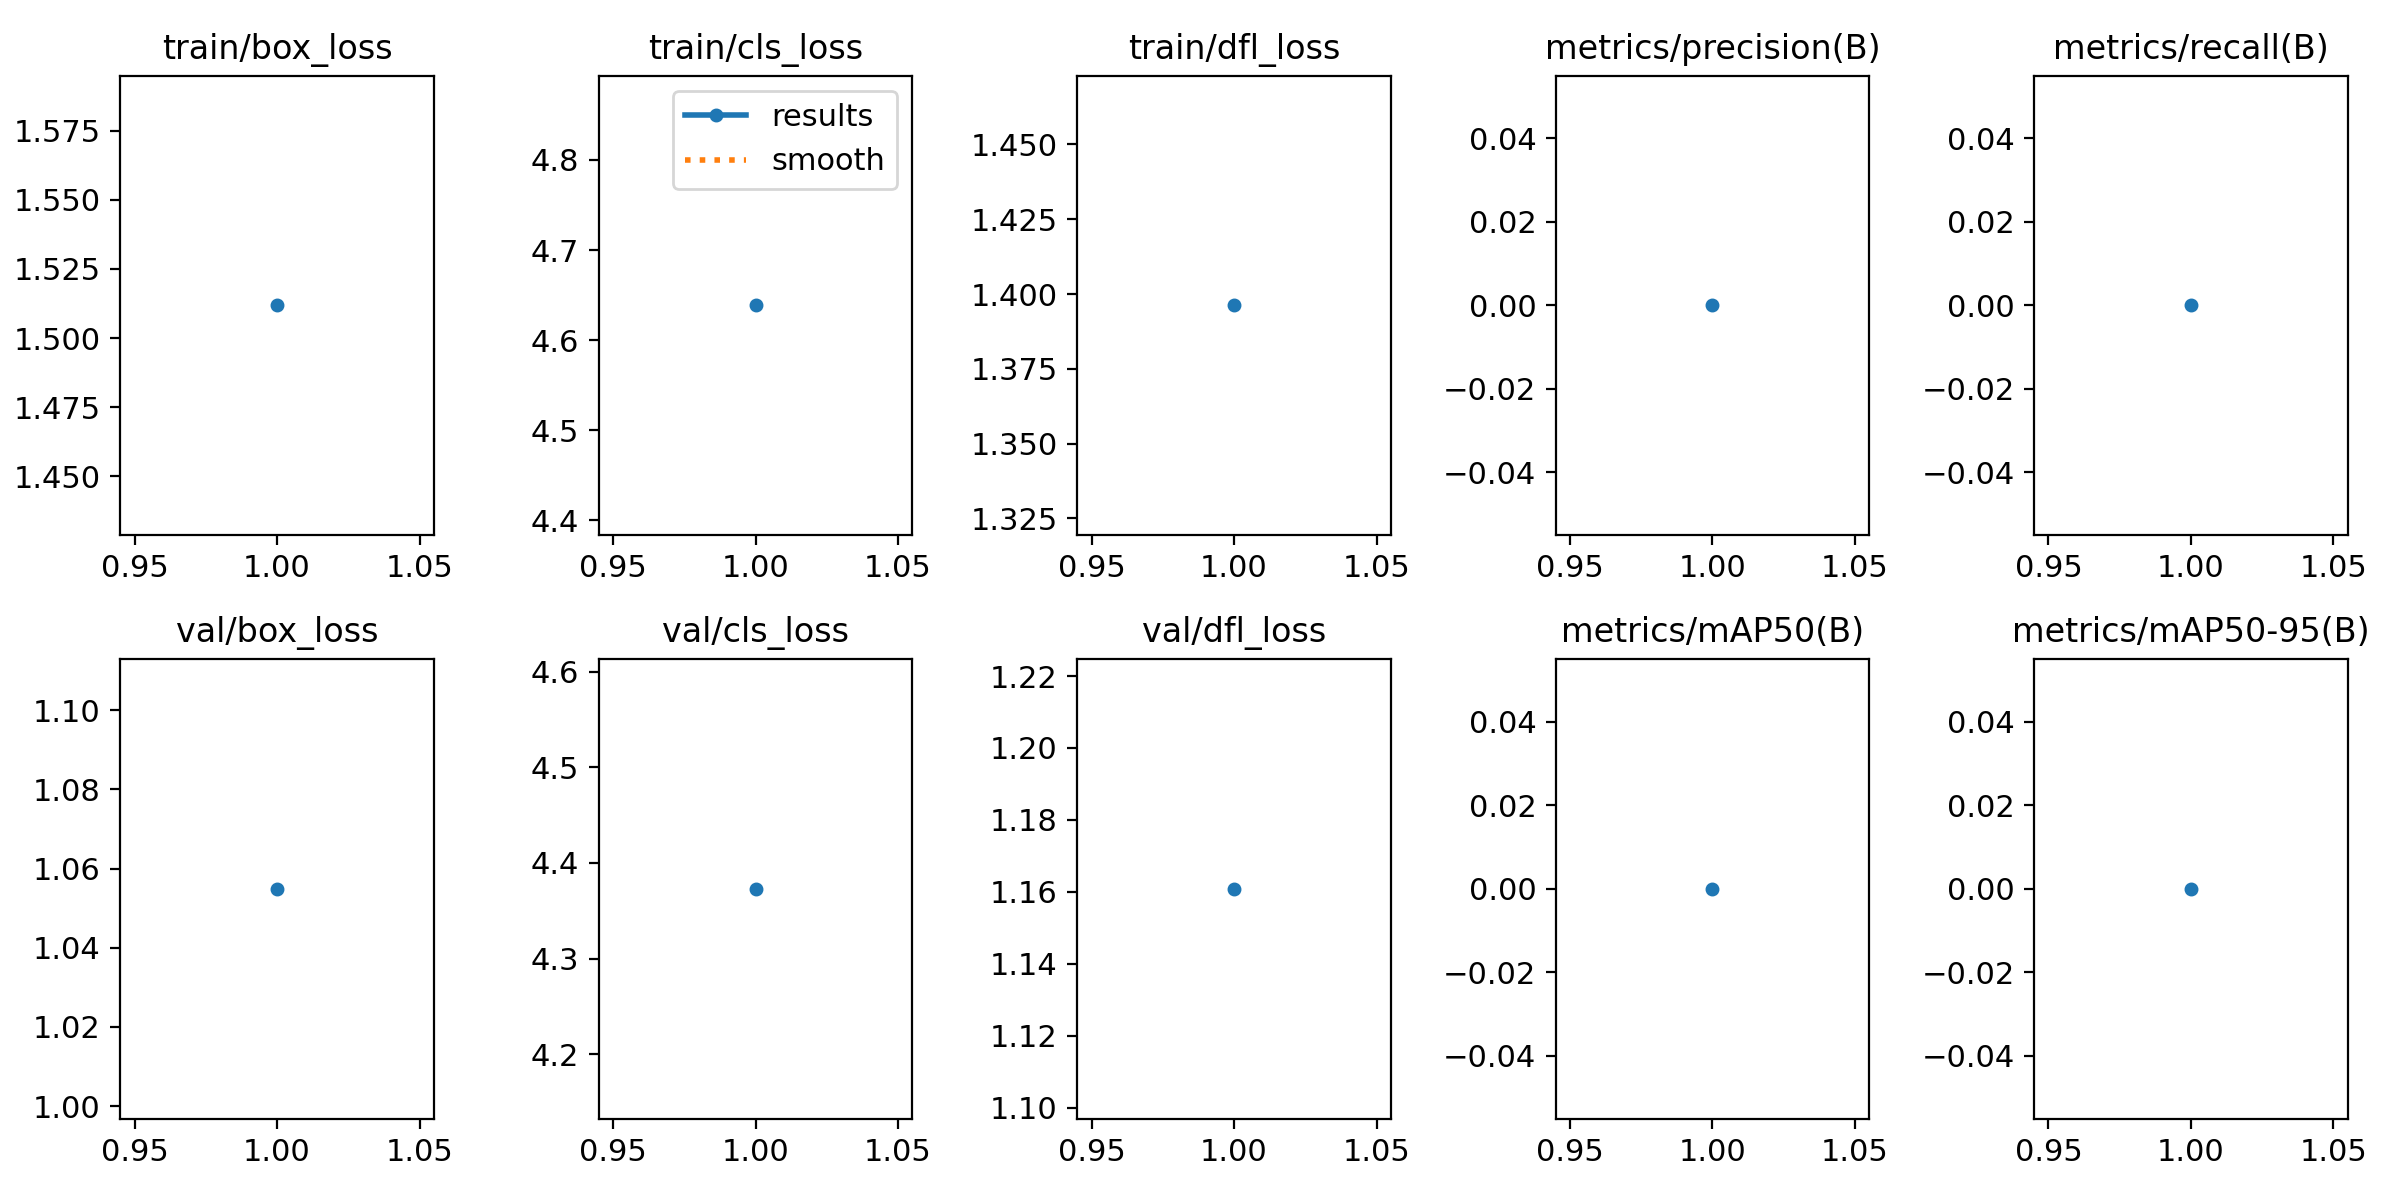 train/box_loss
train/cls_loss
train/dfl_loss
metrics/precision(B)
metrics/recall(B)
1.575
1.550
1.525
1.500
1.475
1.450
0.95 1.00 1.05
results
smooth
4.8
4.7
4.6
4.5
4.4
0.95 1.00 1.05
1.450
1.425
1.400
1.375
1.350
1.325
0.95 1.00 1.05
0.04
0.02
0.00
−0.02
−0.04
0.95 1.00 1.05
0.04
0.02
0.00
−0.02
−0.04
0.95 1.00 1.05
val/box_loss
val/cls_loss
val/dfl_loss
metrics/mAP50(B)
metrics/mAP50-95(B)
1.10
1.08
1.06
1.04
1.02
1.00
0.95 1.00 1.05
4.6
4.5
4.4
4.3
4.2
0.95 1.00 1.05
1.22
1.20
1.18
1.16
1.14
1.12
1.10
0.95 1.00 1.05
0.04
0.02
0.00
−0.02
−0.04
0.95 1.00 1.05
0.04
0.02
0.00
−0.02
−0.04
0.95 1.00 1.05